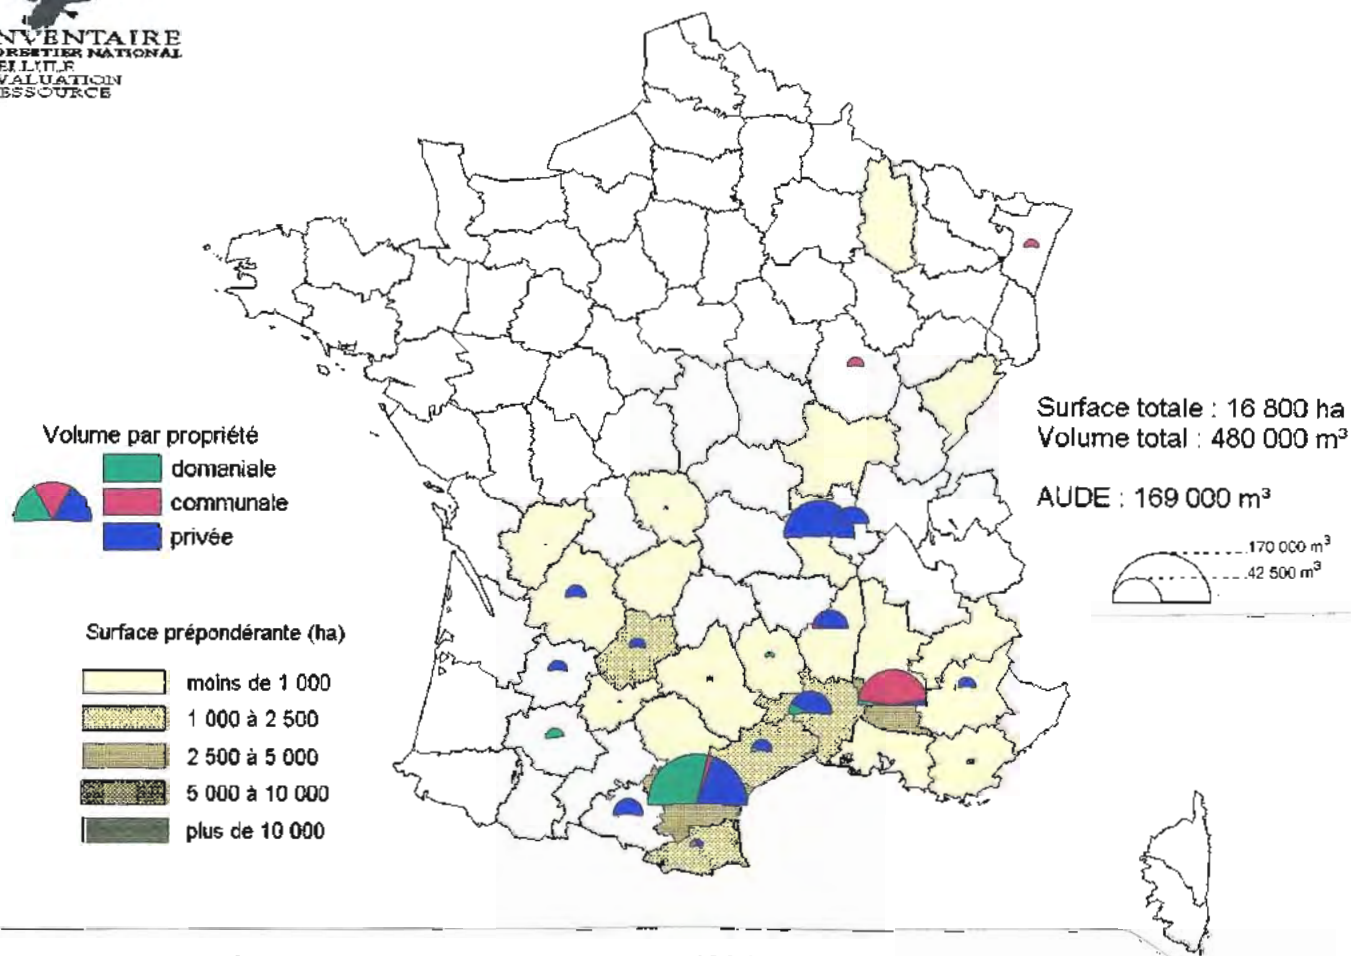 NVENTAIRE
ORESTIER NATIONAL
ELLULE
VALUATION
ESSOURCE
Surface totale : 16 800 ha
Volume total : 480 000 m³
AUDE : 169 000 m³
170 000 m³
42 500 m³
Volume par propriété
domaniale
communale
privée
Surface prépondérante (ha)
moins de 1 000
1 000 à 2 500
2 500 à 5 000
5 000 à 10 000
plus de 10 000